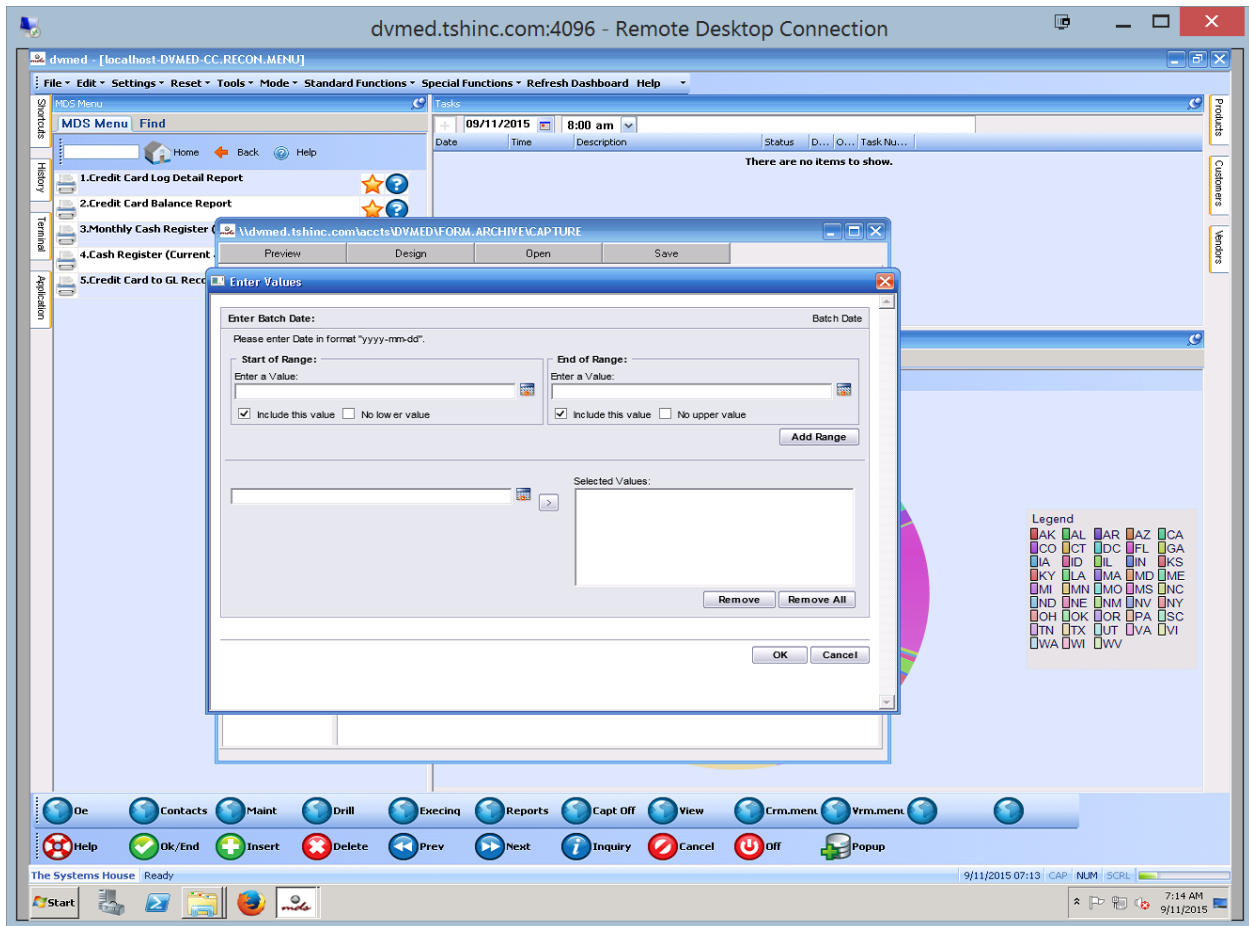 dvmed.tshinc.com:4096 - Remote Desktop Connection
dvmed - [localhost-DVMED-CC.RECON.MENU]
File Edit Settings Reset Tools Mode Standard Functions Special Functions Refresh Dashboard Help
Shortcuts
History
Terminal
Application
MDS Menu
MDS Menu Find
Home Back Help
1.Credit Card Log Detail Report
2.Credit Card Balance Report
3.Monthly Cash Register (
4.Cash Register (Current
5.Credit Card to GL Reco
Tasks
09/11/2015 8:00 am
Date Time Description Status D... O... Task Nu...
There are no items to show.
Products
Customers
Vendors
\\dvmed.tshinc.com\accts\DVMED\FORM.ARCHIVE\CAPTURE
Preview Design Open Save
Enter Values
Enter Batch Date: Batch Date
Please enter Date in format "yyyy-mm-dd".
Start of Range: End of Range:
Enter a Value: Enter a Value:
Include this value No lower value Include this value No upper value
Add Range
Selected Values:
>
Remove Remove All
OK Cancel
Legend
AK AL AR AZ CA
CO CT DC FL GA
IA ID IL IN KS
KY LA MA MD ME
MI MN MO MS NC
ND NE NM NV NY
OH OK OR PA SC
TN TX UT VA VI
WA WI WV
Oe Contacts Maint Drill Execinq Reports Capt Off View Crm.menu Vrm.menu
Help Ok/End Insert Delete Prev Next Inquiry Cancel Off Popup
The Systems House Ready 9/11/2015 07:13 CAP NUM SCRL
Start mds 7:14 AM
9/11/2015